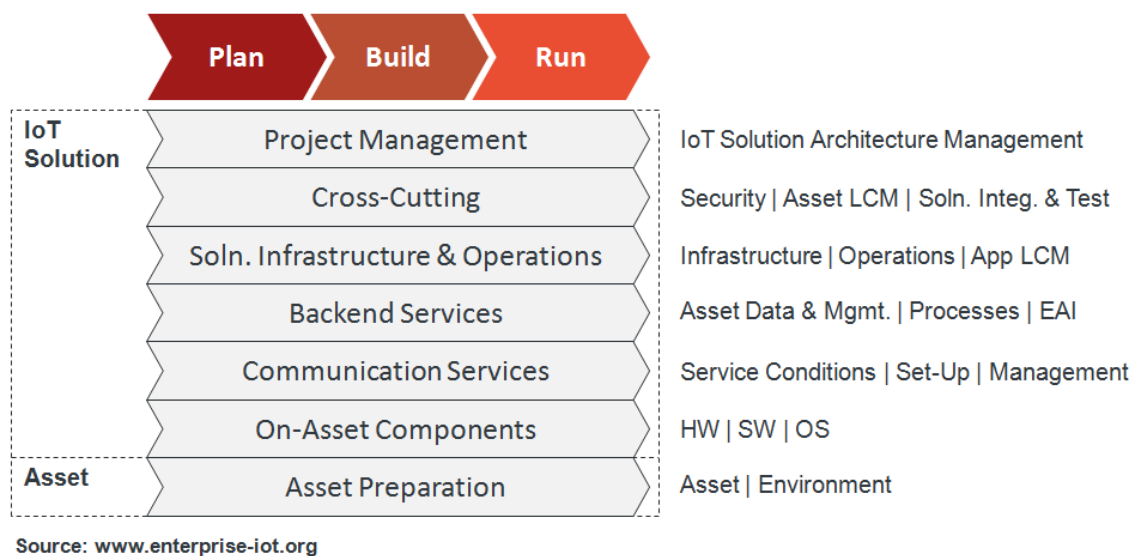 Plan
Build
Run
IoT
Solution
Project Management
IoT Solution Architecture Management
Cross-Cutting
Security | Asset LCM | Soln. Integ. & Test
Soln. Infrastructure & Operations
Infrastructure | Operations | App LCM
Backend Services
Asset Data & Mgmt. | Processes | EAI
Communication Services
Service Conditions | Set-Up | Management
On-Asset Components
HW | SW | OS
Asset
Asset Preparation
Asset | Environment
Source: www.enterprise-iot.org